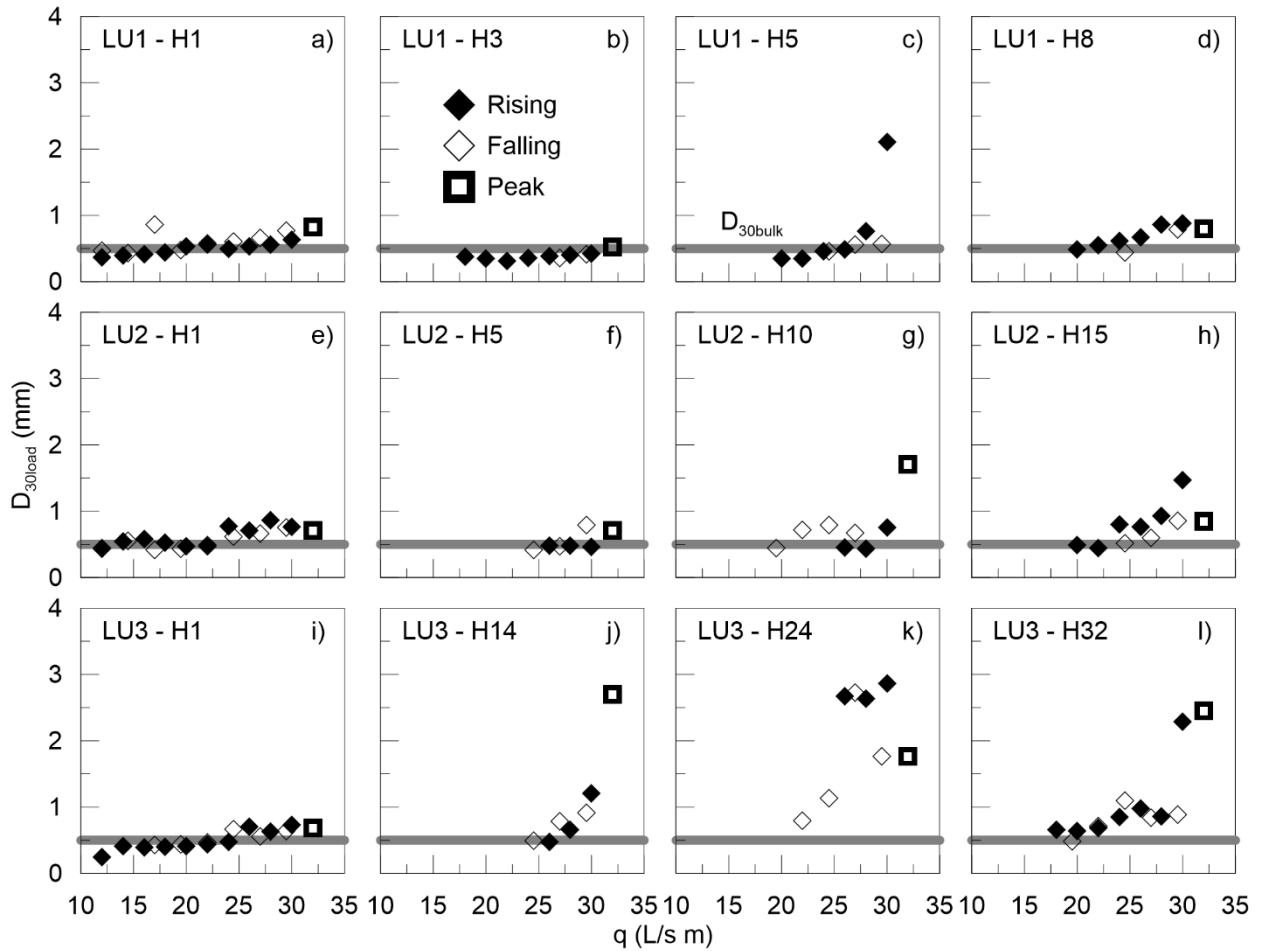 4
LU1 - H1 a)
LU1 - H3 b)
LU1 - H5 c)
LU1 - H8 d)
3
Rising
Falling
Peak
2
1
D30bulk
0
4
LU2 - H1 e)
LU2 - H5 f)
LU2 - H10 g)
LU2 - H15 h)
3
2
1
0
D30load (mm)
4
LU3 - H1 i)
LU3 - H14 j)
LU3 - H24 k)
LU3 - H32 l)
3
2
1
0
10 15 20 25 30 35
10 15 20 25 30 35
10 15 20 25 30 35
10 15 20 25 30 35
q (L/s m)